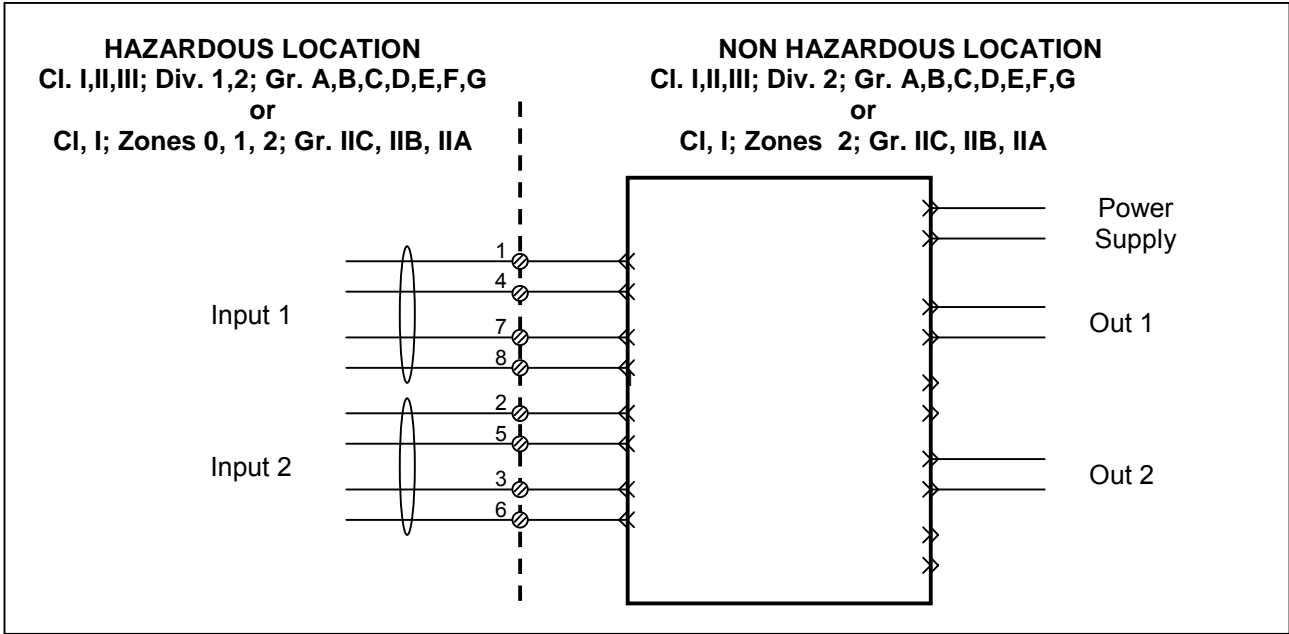 HAZARDOUS LOCATION
Cl. I,II,III; Div. 1,2; Gr. A,B,C,D,E,F,G
or
Cl, I; Zones 0, 1, 2; Gr. IIC, IIB, IIA
NON HAZARDOUS LOCATION
Cl. I,II,III; Div. 2; Gr. A,B,C,D,E,F,G
or
Cl, I; Zones 2; Gr. IIC, IIB, IIA
Input 1
1
4
7
8
Input 2
2
5
3
6
Power
Supply
Out 1
Out 2